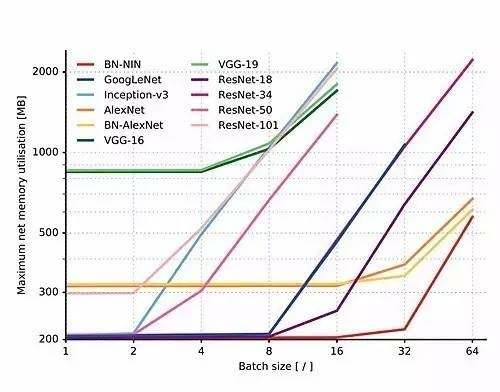 Maximum net memory utilisation [MB]
2000
1000
500
300
200
BN-NIN
GoogLeNet
Inception-v3
AlexNet
BN-AlexNet
VGG-16
VGG-19
ResNet-18
ResNet-34
ResNet-50
ResNet-101
1 2 4 8 16 32 64
Batch size [ / ]